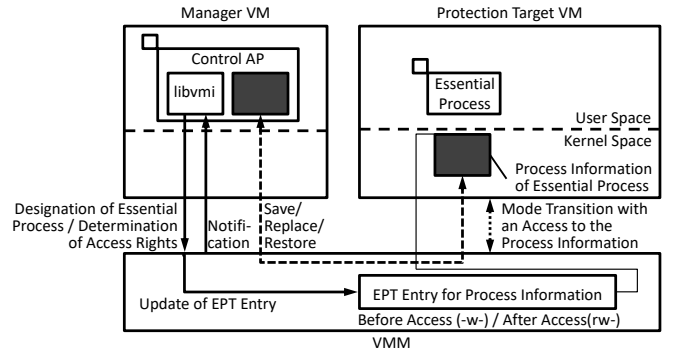 Manager VM
Protection Target VM
Control AP
libvmi
Essential
Process
User Space
Kernel Space
Process Information
of Essential Process
Designation of Essential
Process / Determination
of Access Rights
Notifi-
cation
Save/
Replace/
Restore
Mode Transition with
an Access to the
Process Information
Update of EPT Entry
EPT Entry for Process Information
Before Access (-w-) / After Access(rw-)
VMM